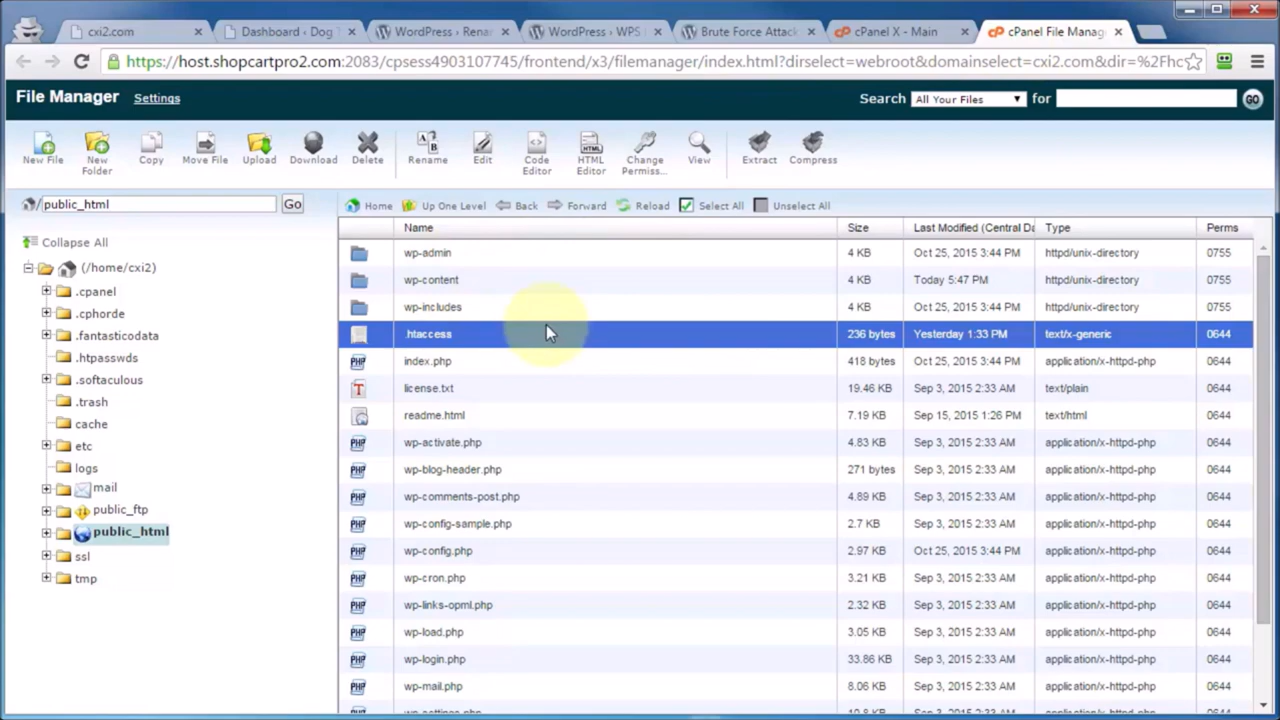 cxi2.com
Dashboard ‹ Dog T
WordPress › Renar
WordPress › WPS
Brute Force Attack
cPanel X - Main
cPanel File Manag
https://host.shopcartpro2.com:2083/cpsess4903107745/frontend/x3/filemanager/index.html?dirselect=webroot&domainselect=cxi2.com&dir=%2Fhc
File Manager Settings Search All Your Files for GO
New File New Folder Copy Move File Upload Download Delete Rename Edit Code Editor HTML Editor Change Permiss... View Extract Compress
/ public_html Go
Home Up One Level Back Forward Reload Select All Unselect All
Collapse All
(/home/cxi2)
.cpanel
.cphorde
.fantasticodata
.htpasswds
.softaculous
.trash
cache
etc
logs
mail
public_ftp
public_html
ssl
tmp
Name Size Last Modified (Central Da Type Perms
wp-admin 4 KB Oct 25, 2015 3:44 PM httpd/unix-directory 0755
wp-content 4 KB Today 5:47 PM httpd/unix-directory 0755
wp-includes 4 KB Oct 25, 2015 3:44 PM httpd/unix-directory 0755
.htaccess 236 bytes Yesterday 1:33 PM text/x-generic 0644
index.php 418 bytes Oct 25, 2015 3:44 PM application/x-httpd-php 0644
license.txt 19.46 KB Sep 3, 2015 2:33 AM text/plain 0644
readme.html 7.19 KB Sep 15, 2015 1:26 PM text/html 0644
wp-activate.php 4.83 KB Sep 3, 2015 2:33 AM application/x-httpd-php 0644
wp-blog-header.php 271 bytes Sep 3, 2015 2:33 AM application/x-httpd-php 0644
wp-comments-post.php 4.89 KB Sep 3, 2015 2:33 AM application/x-httpd-php 0644
wp-config-sample.php 2.7 KB Sep 3, 2015 2:33 AM application/x-httpd-php 0644
wp-config.php 2.97 KB Oct 25, 2015 3:44 PM application/x-httpd-php 0644
wp-cron.php 3.21 KB Sep 3, 2015 2:33 AM application/x-httpd-php 0644
wp-links-opml.php 2.32 KB Sep 3, 2015 2:33 AM application/x-httpd-php 0644
wp-load.php 3.05 KB Sep 3, 2015 2:33 AM application/x-httpd-php 0644
wp-login.php 33.86 KB Sep 3, 2015 2:33 AM application/x-httpd-php 0644
wp-mail.php 8.06 KB Sep 3, 2015 2:33 AM application/x-httpd-php 0644